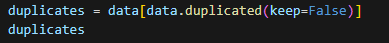 duplicates = data[data.duplicated(keep=False)]
duplicates